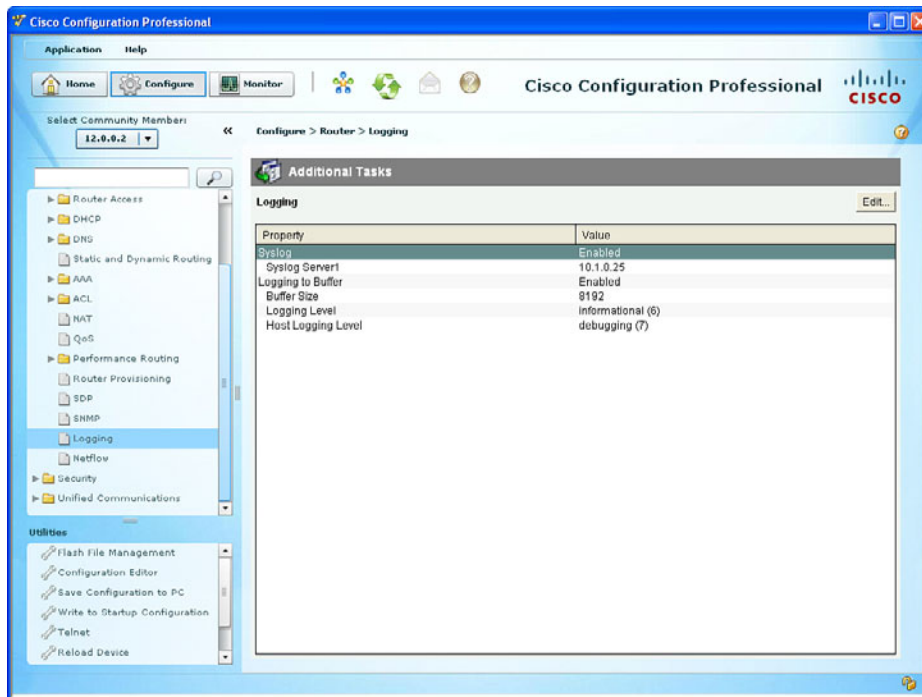 Cisco Configuration Professional
Application Help
Home Configure Monitor Cisco Configuration Professional CISCO
Select Community Member:
12.0.0.2
Configure > Router > Logging
Router Access
DHCP
DNS
Static and Dynamic Routing
AAA
ACL
NAT
QoS
Performance Routing
Router Provisioning
SDP
SNMP
Logging
Netflow
Security
Unified Communications
Utilities
Flash File Management
Configuration Editor
Save Configuration to PC
Write to Startup Configuration
Telnet
Reload Device
Additional Tasks
Logging Edit...
Property Value
Syslog Enabled
Syslog Server1 10.1.0.25
Logging to Buffer Enabled
Buffer Size 8192
Logging Level informational (6)
Host Logging Level debugging (7)